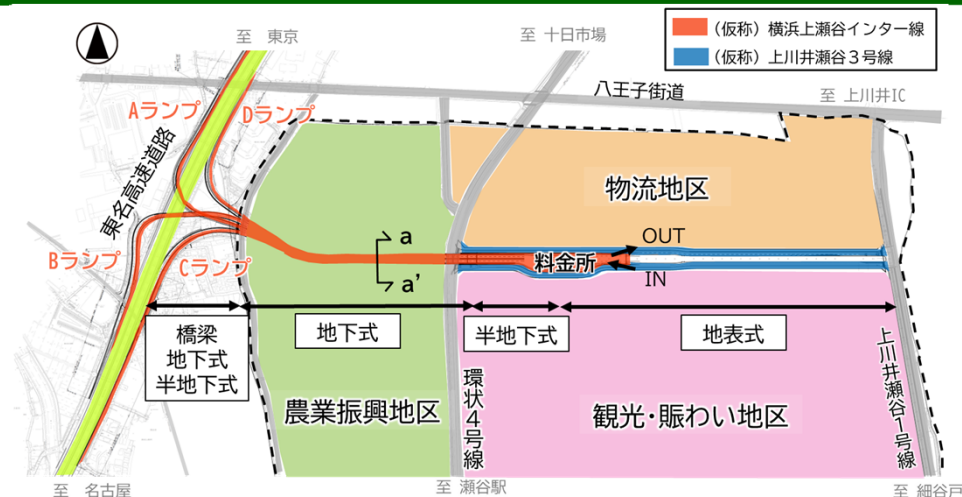 (仮称) 横浜上瀬谷インター線
(仮称) 上川井瀬谷3号線
至 東京
至 十日市場
八王子街道
至 上川井IC
Aランプ
Dランプ
東名高速道路
Bランプ
Cランプ
物流地区
a
a'
料金所
OUT
IN
橋梁
地下式
半地下式
地下式
半地下式
地表式
農業振興地区
環状4号線
観光・賑わい地区
上川井瀬谷1号線
至 名古屋
至 瀬谷駅
至 細谷戸